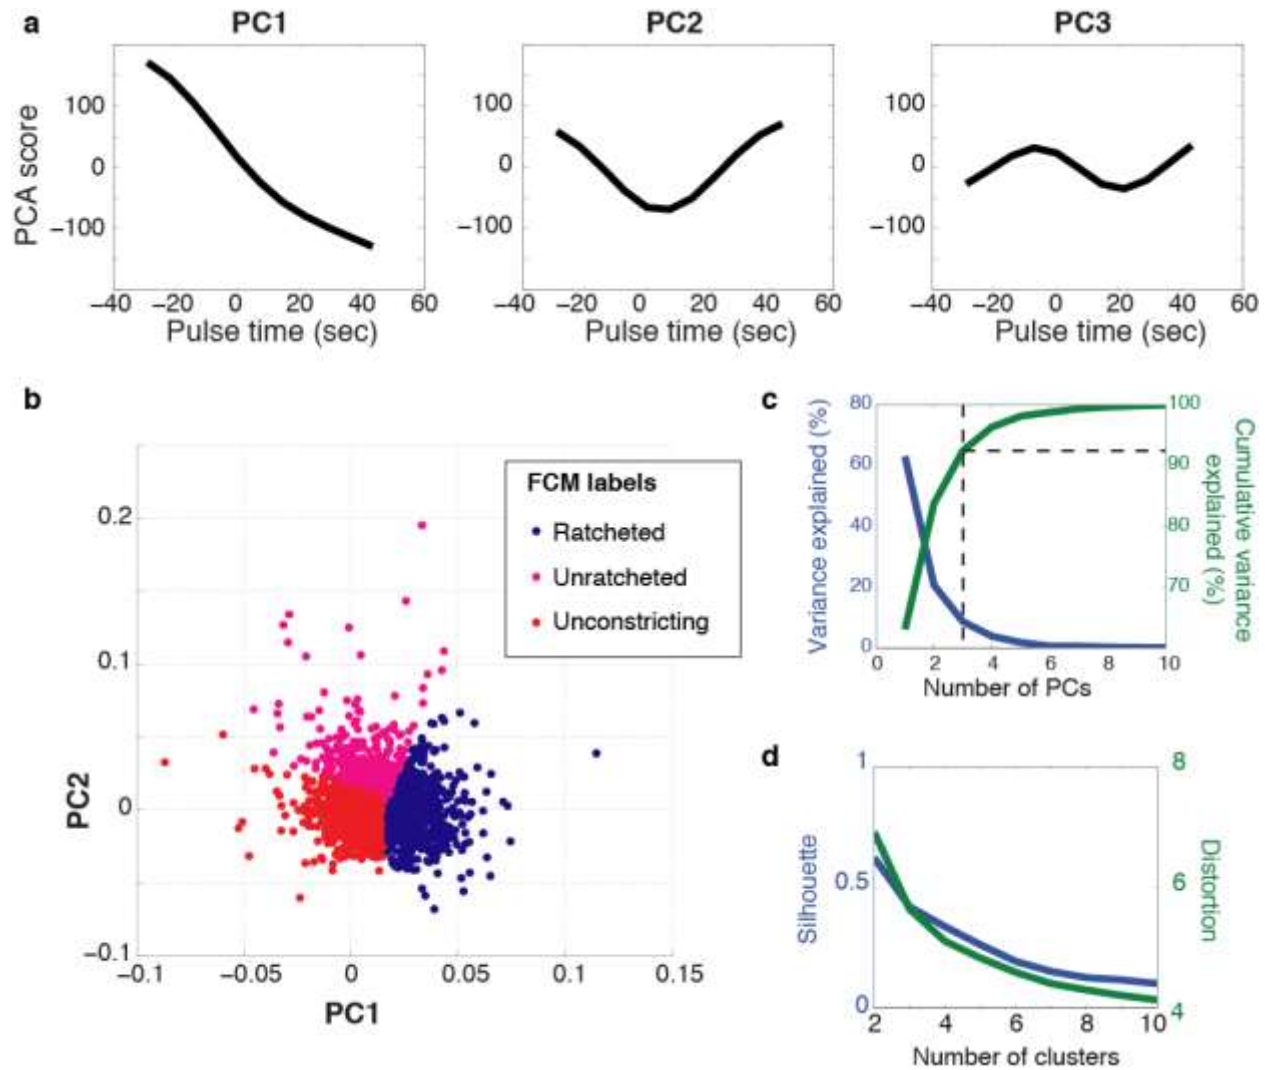 a
PC1
PC2
PC3
PCA score
100
0
−100
−40 −20 0 20 40 60
Pulse time (sec)
100
0
−100
−40 −20 0 20 40 60
Pulse time (sec)
100
0
−100
−40 −20 0 20 40 60
Pulse time (sec)
b
FCM labels
Ratcheted
Unratcheted
Unconstricting
PC2
0.2
0.1
0
−0.1
−0.1 −0.05 0 0.05 0.1 0.15
PC1
c
Variance explained (%)
80
60
40
20
0
100
90
80
70
Cumulative variance
explained (%)
0 2 4 6 8 10
Number of PCs
d
Silhouette
1
0.5
0
8
6
4
Distortion
2 4 6 8 10
Number of clusters